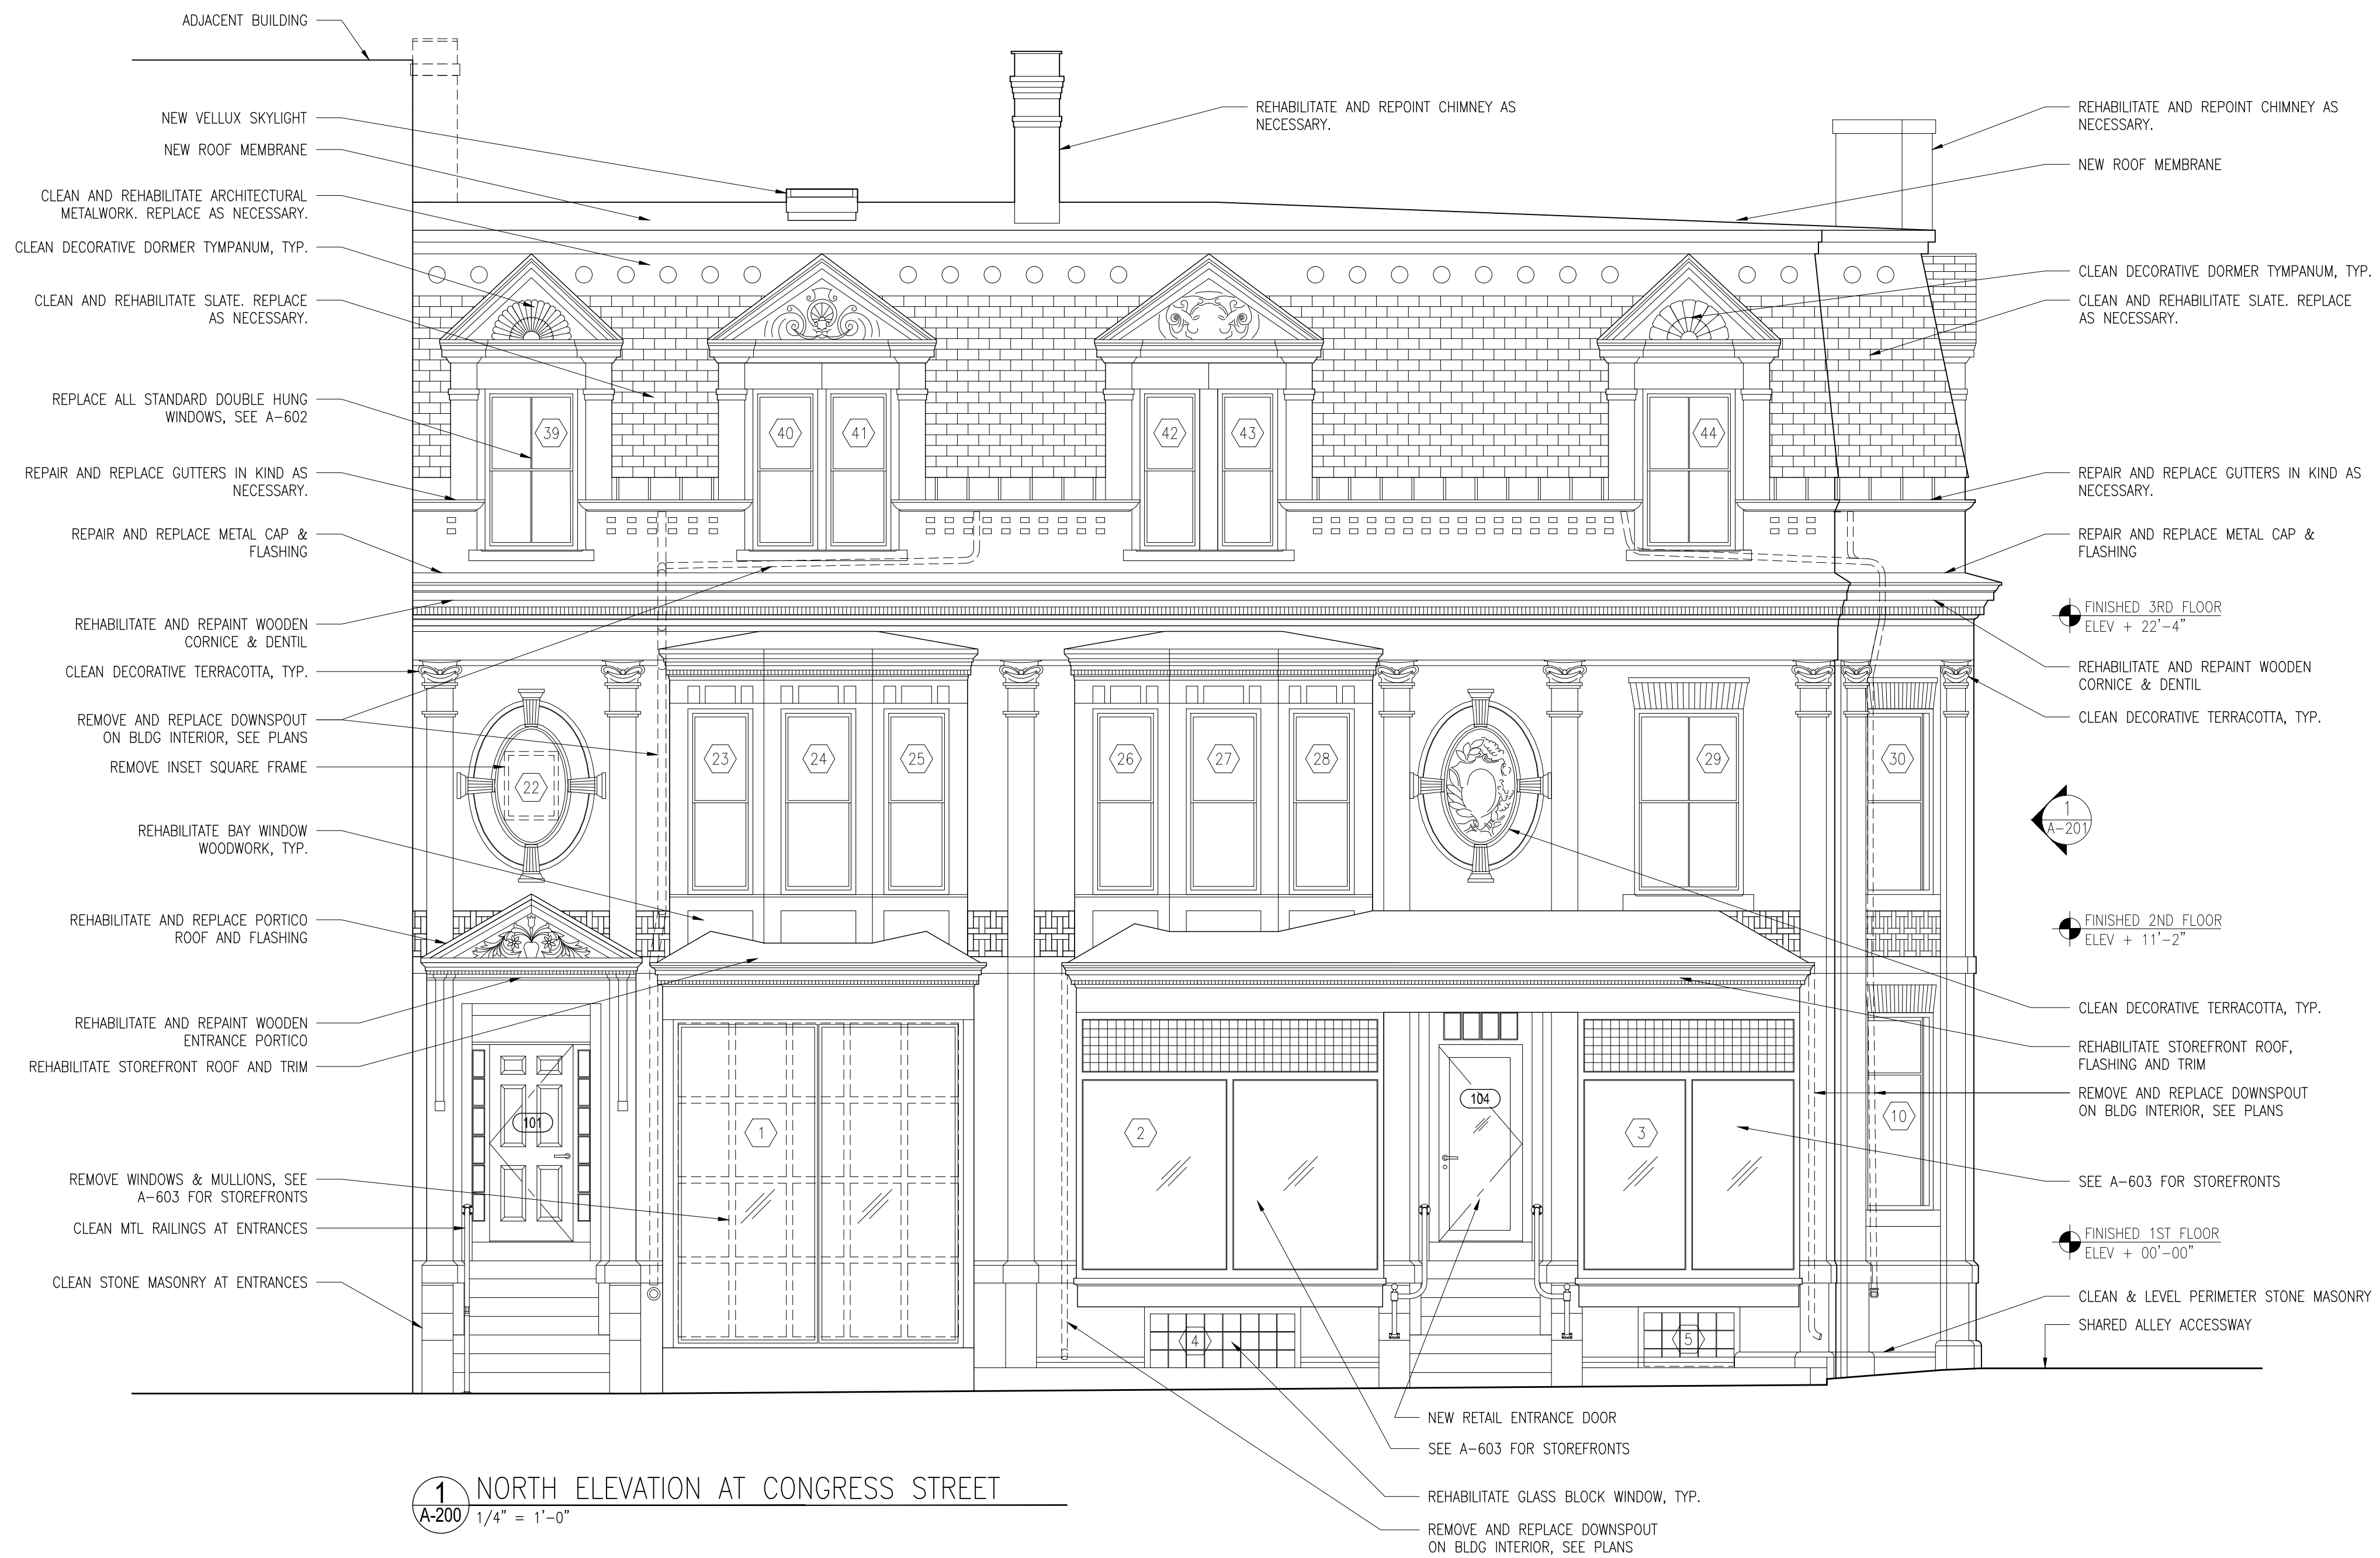 ADJACENT BUILDING
NEW VELLUX SKYLIGHT
NEW ROOF MEMBRANE
CLEAN AND REHABILITATE ARCHITECTURAL
METALWORK. REPLACE AS NECESSARY.
CLEAN DECORATIVE DORMER TYMPANUM, TYP.
CLEAN AND REHABILITATE SLATE. REPLACE
AS NECESSARY.
REPLACE ALL STANDARD DOUBLE HUNG
WINDOWS, SEE A-602
REPAIR AND REPLACE GUTTERS IN KIND AS
NECESSARY.
REPAIR AND REPLACE METAL CAP &
FLASHING
REHABILITATE AND REPAINT WOODEN
CORNICE & DENTIL
CLEAN DECORATIVE TERRACOTTA, TYP.
REMOVE AND REPLACE DOWNSPOUT
ON BLDG INTERIOR, SEE PLANS
REMOVE INSET SQUARE FRAME
REHABILITATE BAY WINDOW
WOODWORK, TYP.
REHABILITATE AND REPLACE PORTICO
ROOF AND FLASHING
REHABILITATE AND REPAINT WOODEN
ENTRANCE PORTICO
REHABILITATE STOREFRONT ROOF AND TRIM
REMOVE WINDOWS & MULLIONS, SEE
A-603 FOR STOREFRONTS
CLEAN MTL RAILINGS AT ENTRANCES
CLEAN STONE MASONRY AT ENTRANCES
REHABILITATE AND REPOINT CHIMNEY AS
NECESSARY.
39
40
41
42
43
44
22
23
24
25
26
27
28
29
30
101
1
2
104
3
10
4
5
REHABILITATE AND REPOINT CHIMNEY AS
NECESSARY.
NEW ROOF MEMBRANE
CLEAN DECORATIVE DORMER TYMPANUM, TYP.
CLEAN AND REHABILITATE SLATE. REPLACE
AS NECESSARY.
REPAIR AND REPLACE GUTTERS IN KIND AS
NECESSARY.
REPAIR AND REPLACE METAL CAP &
FLASHING
FINISHED 3RD FLOOR
ELEV + 22'-4"
REHABILITATE AND REPAINT WOODEN
CORNICE & DENTIL
CLEAN DECORATIVE TERRACOTTA, TYP.
1
A-201
FINISHED 2ND FLOOR
ELEV + 11'-2"
CLEAN DECORATIVE TERRACOTTA, TYP.
REHABILITATE STOREFRONT ROOF,
FLASHING AND TRIM
REMOVE AND REPLACE DOWNSPOUT
ON BLDG INTERIOR, SEE PLANS
SEE A-603 FOR STOREFRONTS
FINISHED 1ST FLOOR
ELEV + 00'-00"
CLEAN & LEVEL PERIMETER STONE MASONRY
SHARED ALLEY ACCESSWAY
NEW RETAIL ENTRANCE DOOR
SEE A-603 FOR STOREFRONTS
REHABILITATE GLASS BLOCK WINDOW, TYP.
REMOVE AND REPLACE DOWNSPOUT
ON BLDG INTERIOR, SEE PLANS
1
A-200
NORTH ELEVATION AT CONGRESS STREET
1/4" = 1'-0"